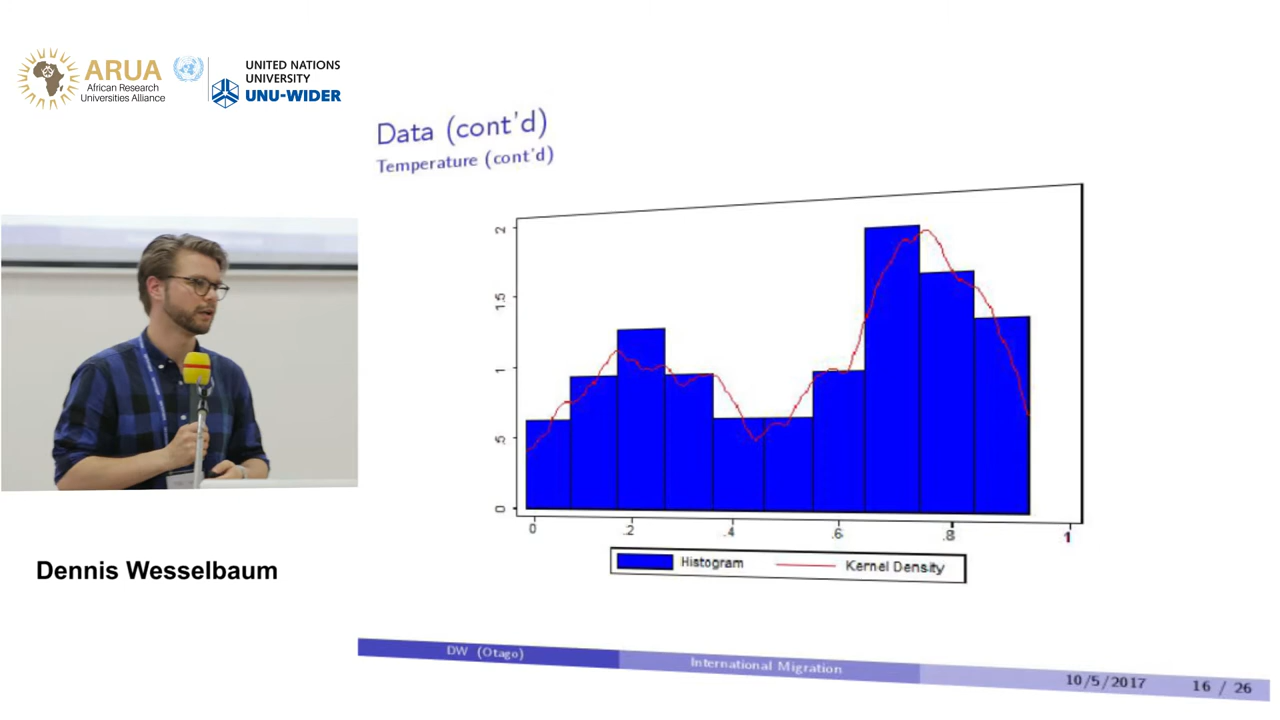 ARUA
African Research
Universities Alliance
UNITED NATIONS
UNIVERSITY
UNU-WIDER
Data (cont'd)
Temperature (cont'd)
2
1.5
1
.5
0
0 .2 .4 .6 .8 1
Histogram Kernel Density
Dennis Wesselbaum
DW (Otago) International Migration 10/5/2017 16 / 26